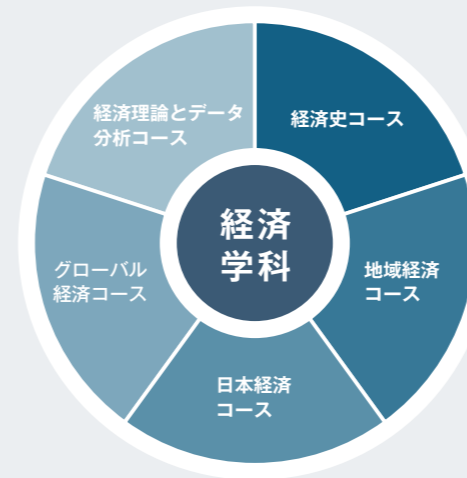 経済理論とデータ
分析コース
経済史コース
経済
学科
グローバル
経済コース
地域経済
コース
日本経済
コース